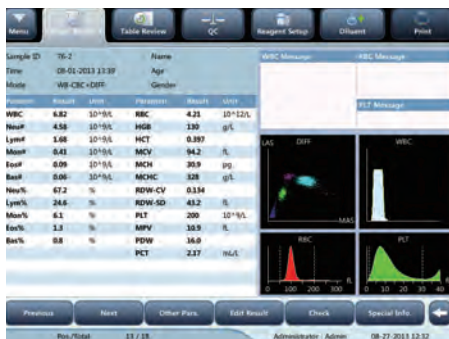 Menu
Table Review
QC
Reagent Setup
Diluent
Print
Sample ID 76-2 Name
Time 08-01-2013 13:39 Age
Mode WB-CBC+DIFF Gender
WBC Message
RBC Message
PLT Message
Result Unit Result Unit
WBC 6.82 10^9/L RBC 4.21 10^12/L
Neu# 4.58 10^9/L HGB 130 g/L
Lym# 1.68 10^9/L HCT 0.397
Mon# 0.41 10^9/L MCV 94.2 fL
Eos# 0.09 10^9/L MCH 30.9 pg
Bas# 0.06 10^9/L MCHC 328 g/L
Neu% 67.2 % RDW-CV 0.134
Lym% 24.6 % RDW-SD 43.2 fL
Mon% 6.1 % PLT 200 10^9/L
Eos% 1.3 % MPV 10.9 fL
Bas% 0.8 % PDW 16.0
PCT 2.17 mL/L
LAS DIFF
MAS
WBC
RBC
0 100 200 300 fL
PLT
0 10 20 30 40 fL
Previous
Next
Other Para.
Edit Result
Check
Special Info.
Pos./Total 13 / 15
Administrator : Admin 08-27-2013 12:32